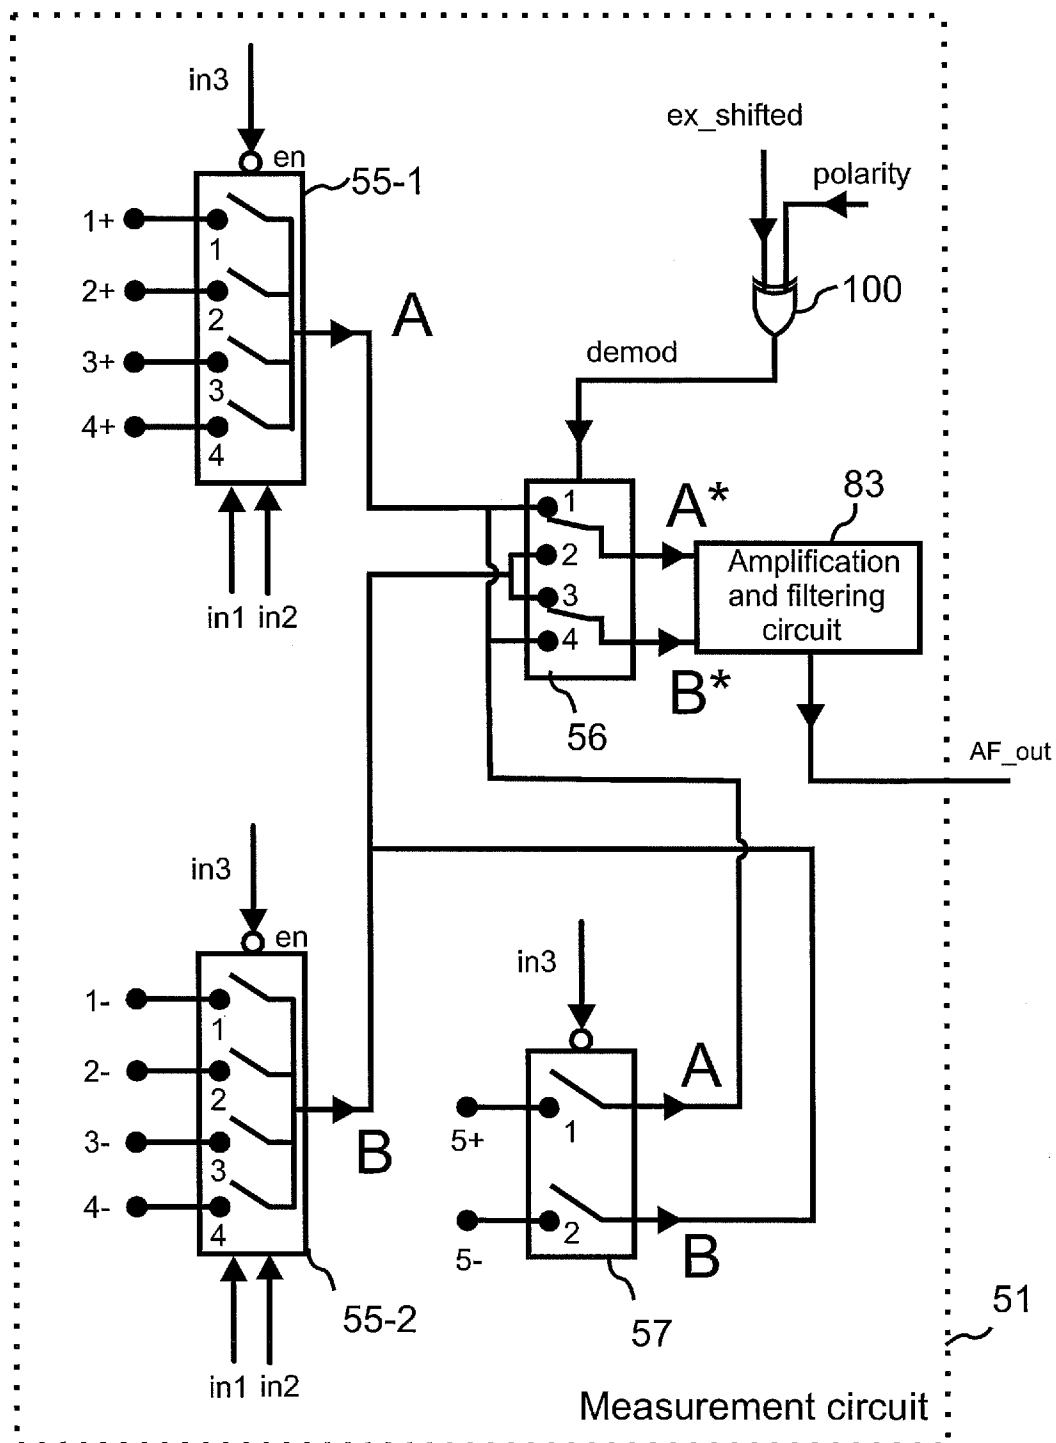 in3
en
55-1
1+
1
2+
2
3+
3
4+
4
in1 in2
A
ex_shifted
polarity
100
demod
1
2
3
4
56
A*
B*
83
Amplification
and filtering
circuit
AF_out
in3
en
1-
1
2-
2
3-
3
4-
4
B
55-2
in1 in2
in3
5+
1
5-
2
A
B
57
51
Measurement circuit